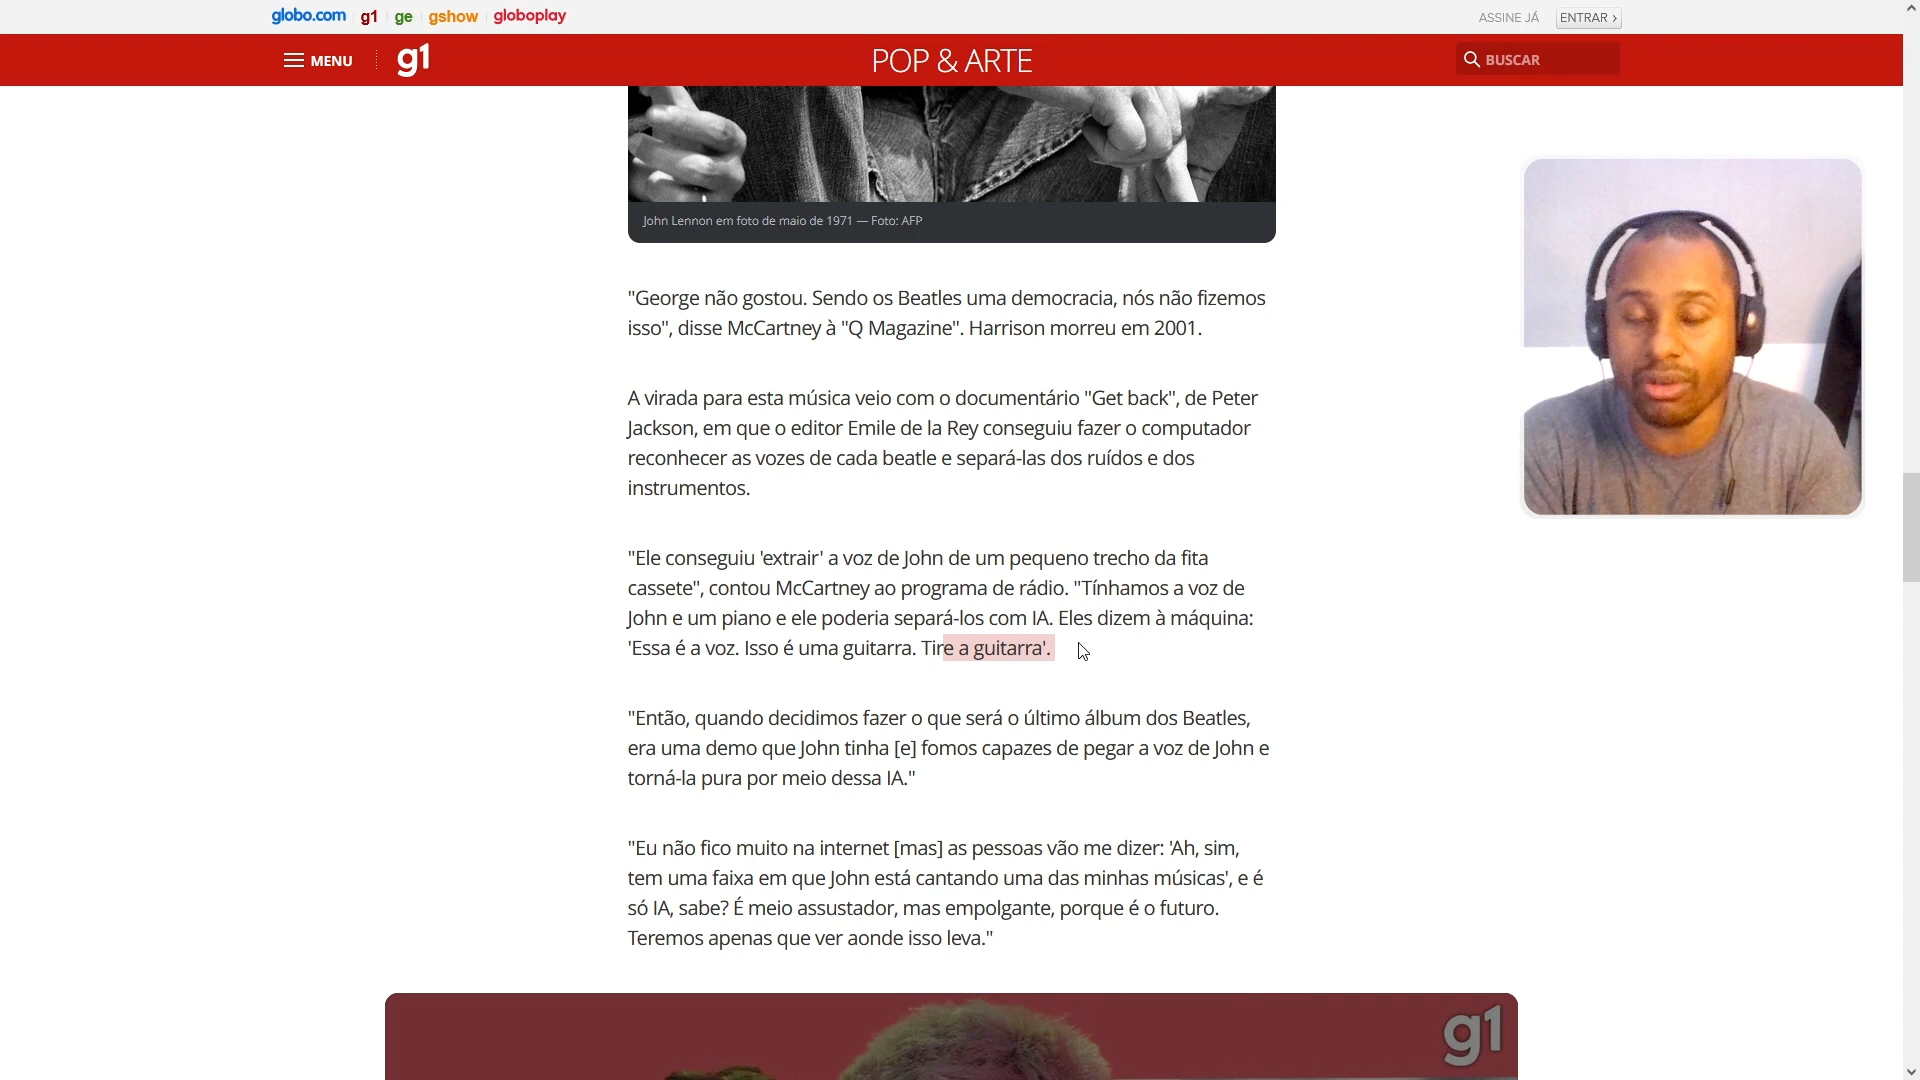 globo.com g1 ge gshow globoplay ASSINE JÁ ENTRAR ›
MENU g1 POP & ARTE BUSCAR
John Lennon em foto de maio de 1971 — Foto: AFP
"George não gostou. Sendo os Beatles uma democracia, nós não fizemos
isso", disse McCartney à "Q Magazine". Harrison morreu em 2001.
A virada para esta música veio com o documentário "Get back", de Peter
Jackson, em que o editor Emile de la Rey conseguiu fazer o computador
reconhecer as vozes de cada beatle e separá-las dos ruídos e dos
instrumentos.
"Ele conseguiu 'extrair' a voz de John de um pequeno trecho da fita
cassete", contou McCartney ao programa de rádio. "Tínhamos a voz de
John e um piano e ele poderia separá-los com IA. Eles dizem à máquina:
'Essa é a voz. Isso é uma guitarra. Tire a guitarra'.
"Então, quando decidimos fazer o que será o último álbum dos Beatles,
era uma demo que John tinha [e] fomos capazes de pegar a voz de John e
torná-la pura por meio dessa IA."
"Eu não fico muito na internet [mas] as pessoas vão me dizer: 'Ah, sim,
tem uma faixa em que John está cantando uma das minhas músicas', e é
só IA, sabe? É meio assustador, mas empolgante, porque é o futuro.
Teremos apenas que ver aonde isso leva."
g1